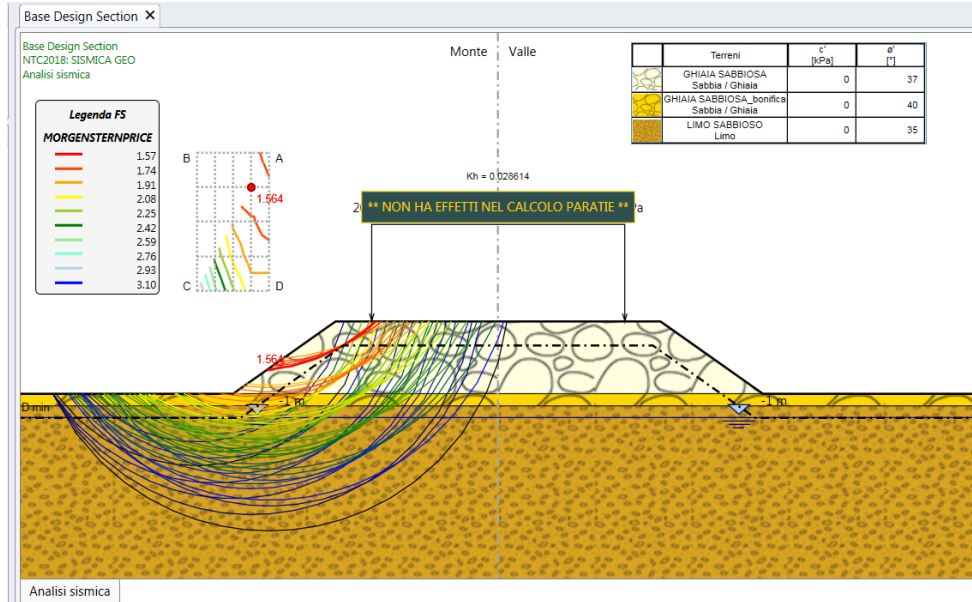 Base Design Section ✕
Base Design Section
NTC2018: SISMICA GEO
Analisi sismica
Monte Valle
Terreni c' [kPa] ø' [°]
GHIAIA SABBIOSA
Sabbia / Ghiaia 0 37
GHIAIA SABBIOSA_bonifica
Sabbia / Ghiaia 0 40
LIMO SABBIOSO
Limo 0 35
Legenda FS
MORGENSTERNPRICE
1.57
1.74
1.91
2.08
2.25
2.42
2.59
2.76
2.93
3.10
B A
1.564
C D
Kh = 0.028614
** NON HA EFFETTI NEL CALCOLO PARATIE **
1.564
-1 m -1 m
D min
Analisi sismica